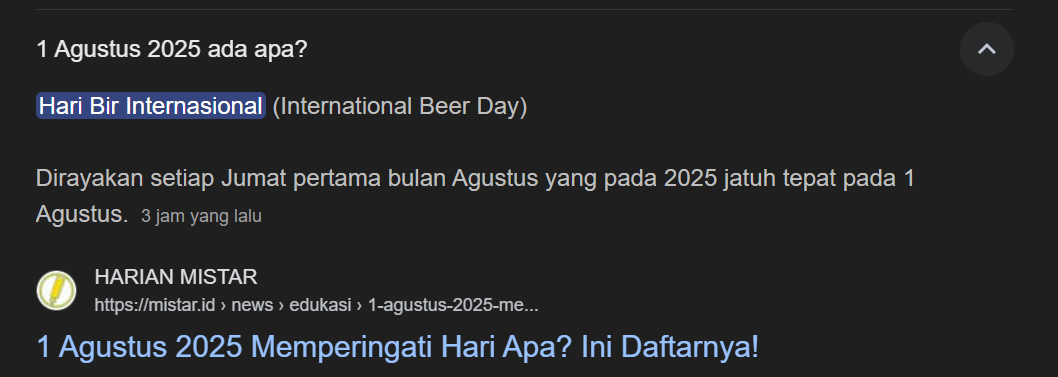 1 Agustus 2025 ada apa?
Hari Bir Internasional (International Beer Day)
Dirayakan setiap Jumat pertama bulan Agustus yang pada 2025 jatuh tepat pada 1
Agustus. 3 jam yang lalu
HARIAN MISTAR
https://mistar.id › news › edukasi › 1-agustus-2025-me...
1 Agustus 2025 Memperingati Hari Apa? Ini Daftarnya!